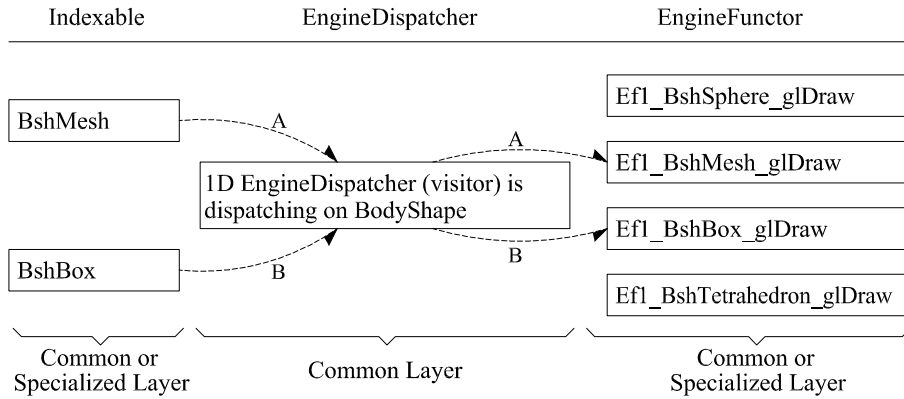 Indexable
EngineDispatcher
EngineFunctor
BshMesh
A
1D EngineDispatcher (visitor) is
dispatching on BodyShape
BshBox
B
A
B
Ef1_BshSphere_glDraw
Ef1_BshMesh_glDraw
Ef1_BshBox_glDraw
Ef1_BshTetrahedron_glDraw
Common or
Specialized Layer
Common Layer
Common or
Specialized Layer